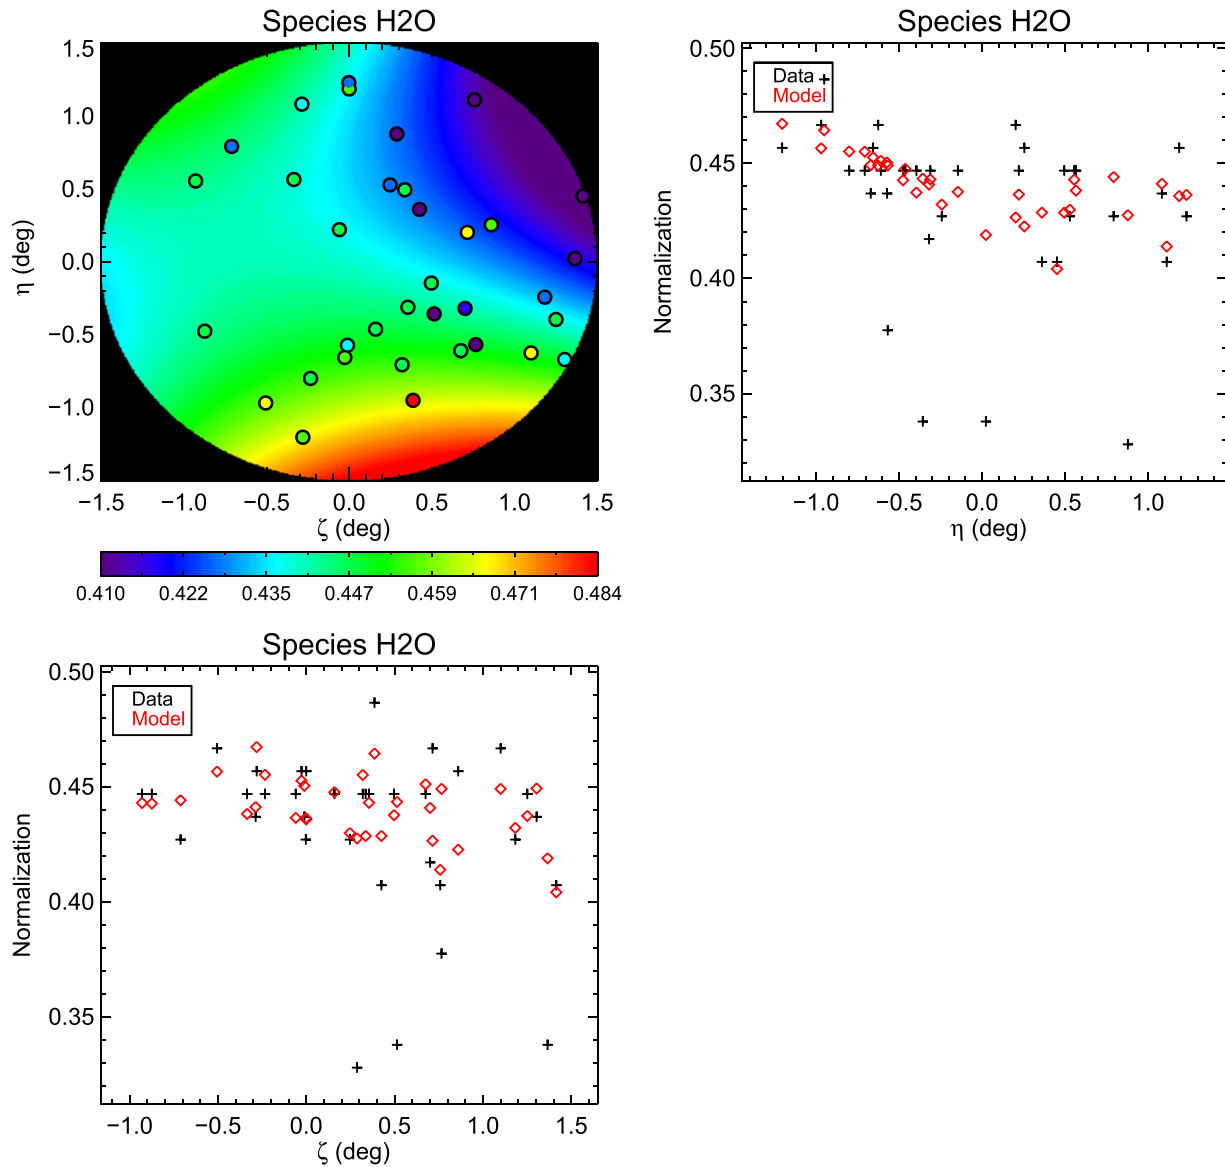 Species H2O
1.5
1.0
0.5
0.0
−0.5
−1.0
−1.5
η (deg)
−1.5 −1.0 −0.5 0.0 0.5 1.0 1.5
ζ (deg)
0.410 0.422 0.435 0.447 0.459 0.471 0.484
Species H2O
0.50
0.45
0.40
0.35
Normalization
Data
Model
−1.0 −0.5 0.0 0.5 1.0
η (deg)
Species H2O
0.50
0.45
0.40
0.35
Normalization
Data
Model
−1.0 −0.5 0.0 0.5 1.0 1.5
ζ (deg)